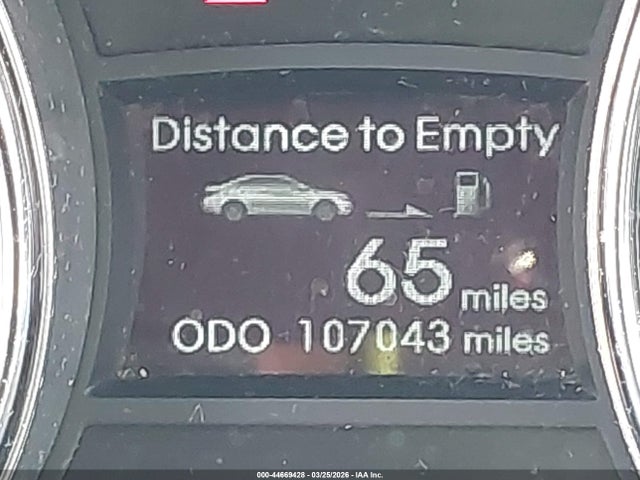 Distance to Empty
65 miles
ODO 107043 miles
000-44669428 - 03/25/2026 - IAA Inc.